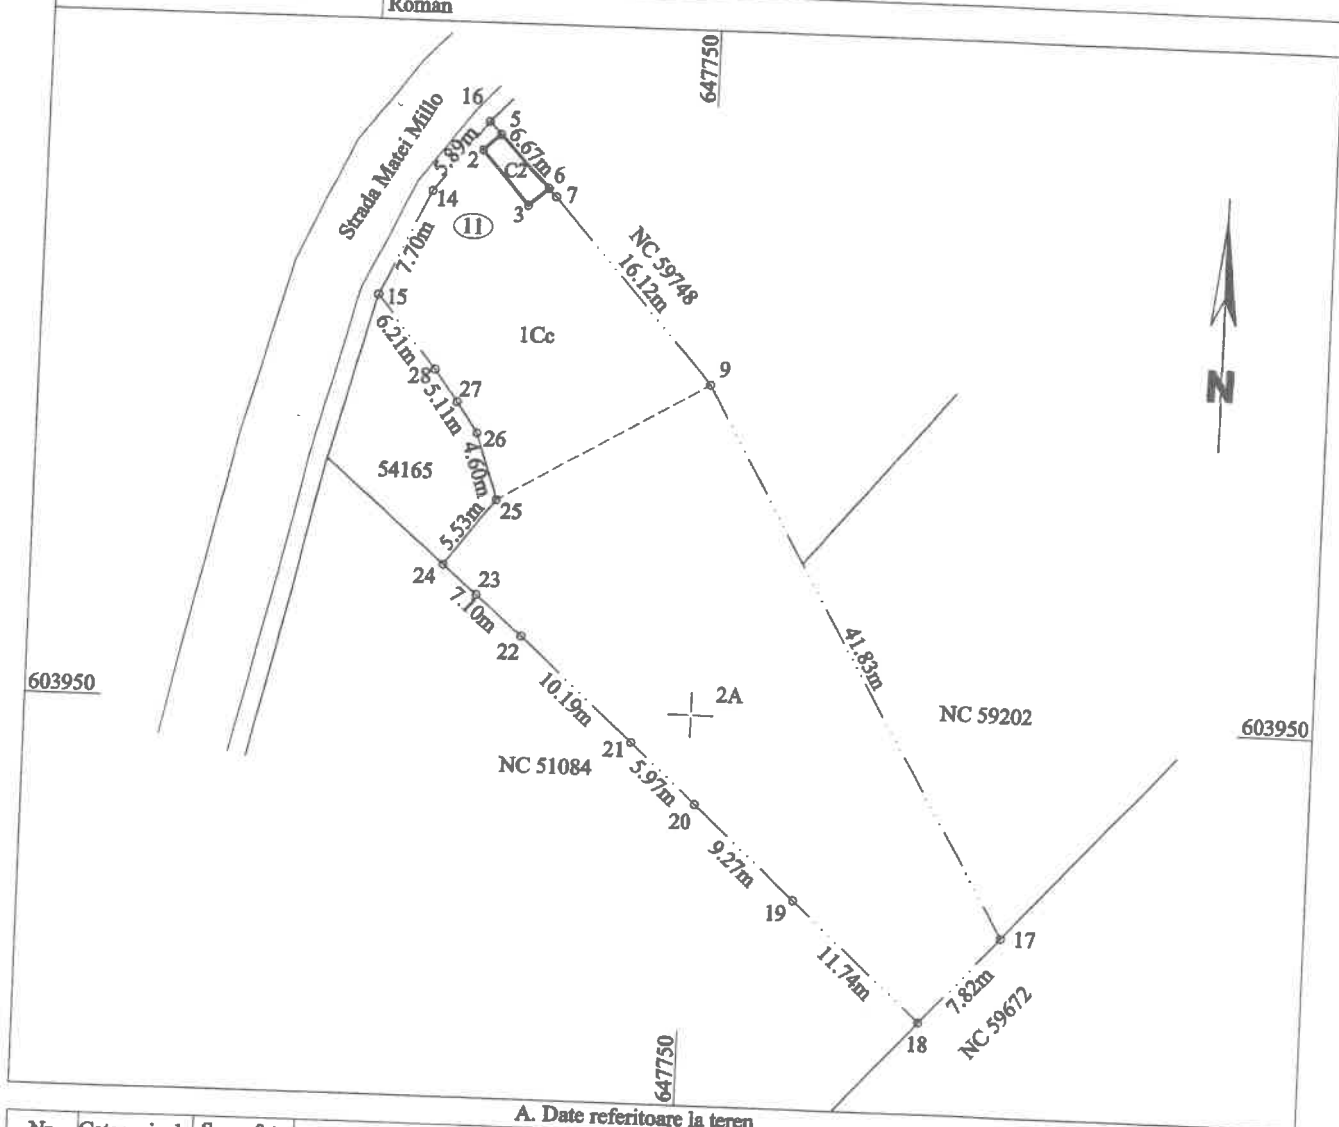 Roman
647750
16
5
5.89m
2
6.67m
C2
6
7
3
14
Strada Matei Millo
11
7.70m
NC 59748
16.12m
15
1Cc
6.21m
28
27
5.11m
26
9
4.60m
54165
25
5.53m
24
23
7.10m
22
N
41.83m
603950
10.19m
2A
NC 59202
603950
21
NC 51084
5.97m
20
9.27m
19
17
11.74m
7.82m
18
NC 59672
647750
A. Date referitoare la teren